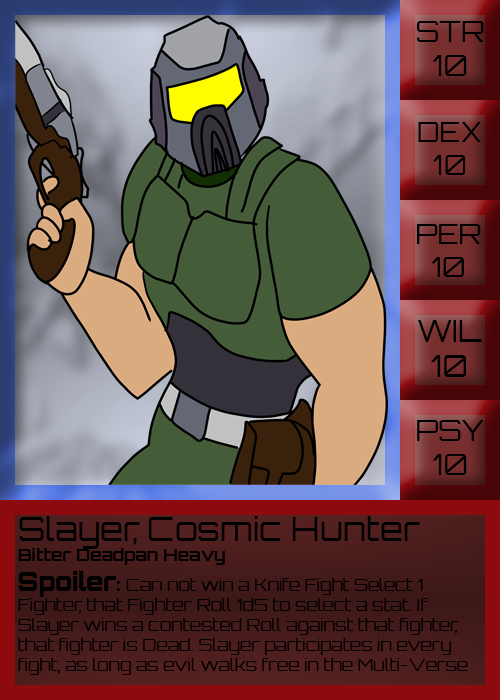 STR
10
DEX
10
PER
10
WIL
10
PSY
10
Slayer, Cosmic Hunter
Bitter Deadpan Heavy
Spoiler: Can not win a Knife Fight Select 1
Fighter, that Fighter Roll 1d5 to select a stat. If
Slayer wins a contested Roll against that fighter,
that fighter is Dead. Slayer participates in every
fight, as long as evil walks free in the Multi-Verse